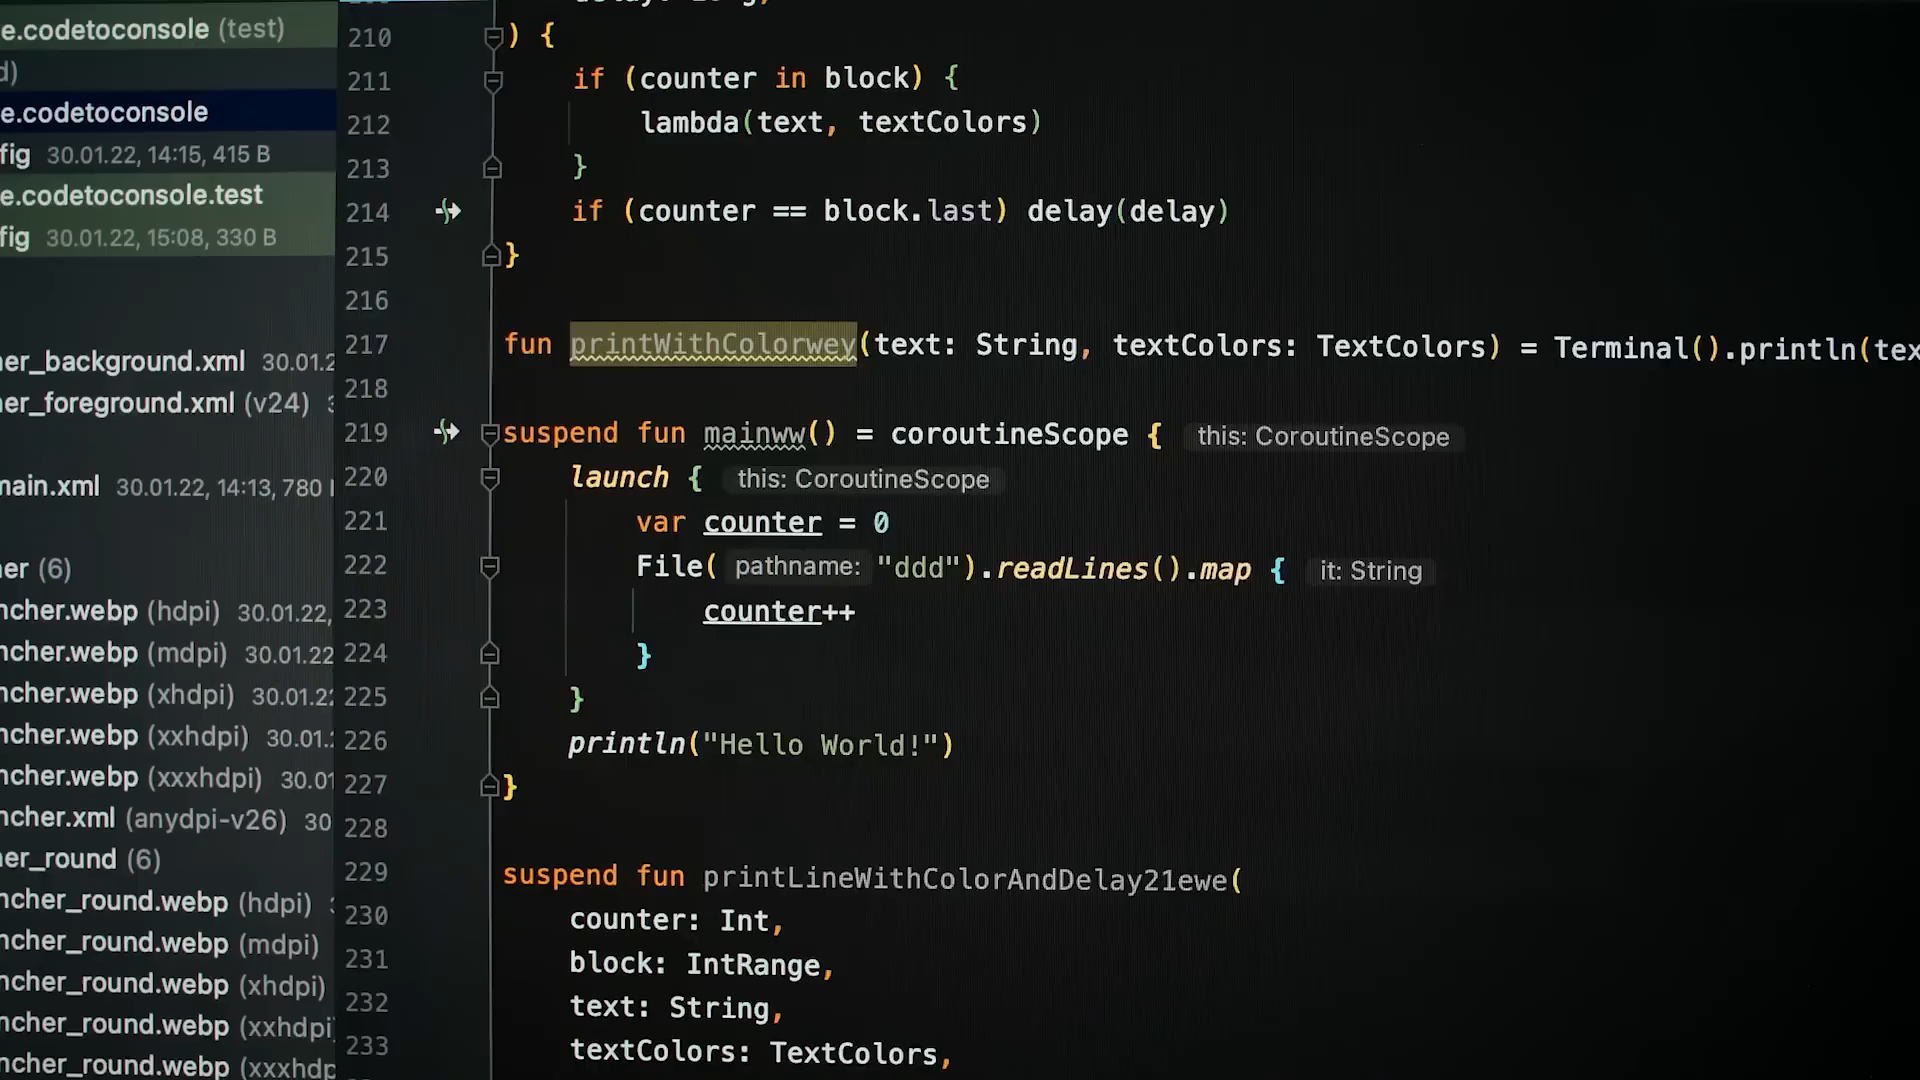 e.codetoconsole (test)
d)
e.codetoconsole
fig 30.01.22, 14:15, 415 B
e.codetoconsole.test
fig 30.01.22, 15:08, 330 B
ner_background.xml 30.01.2
ner_foreground.xml (v24)
main.xml 30.01.22, 14:13, 780
ner (6)
ncher.webp (hdpi) 30.01.22,
ncher.webp (mdpi) 30.01.22
ncher.webp (xhdpi) 30.01.22
ncher.webp (xxhdpi) 30.01.
ncher.webp (xxxhdpi) 30.01
ncher.xml (anydpi-v26) 30
ner_round (6)
ncher_round.webp (hdpi)
ncher_round.webp (mdpi)
ncher_round.webp (xhdpi)
ncher_round.webp (xxhdpi
ncher_round.webp (xxxhdp
210 ) {
211 if (counter in block) {
212 lambda(text, textColors)
213 }
214 if (counter == block.last) delay(delay)
215 }
216
217 fun printWithColorwey(text: String, textColors: TextColors) = Terminal().println(tex
218
219 suspend fun mainww() = coroutineScope { this: CoroutineScope
220 launch { this: CoroutineScope
221 var counter = 0
222 File( pathname: "ddd").readLines().map { it: String
223 counter++
224 }
225 }
226 println("Hello World!")
227 }
228
229 suspend fun printLineWithColorAndDelay21ewe(
230 counter: Int,
231 block: IntRange,
232 text: String,
233 textColors: TextColors,